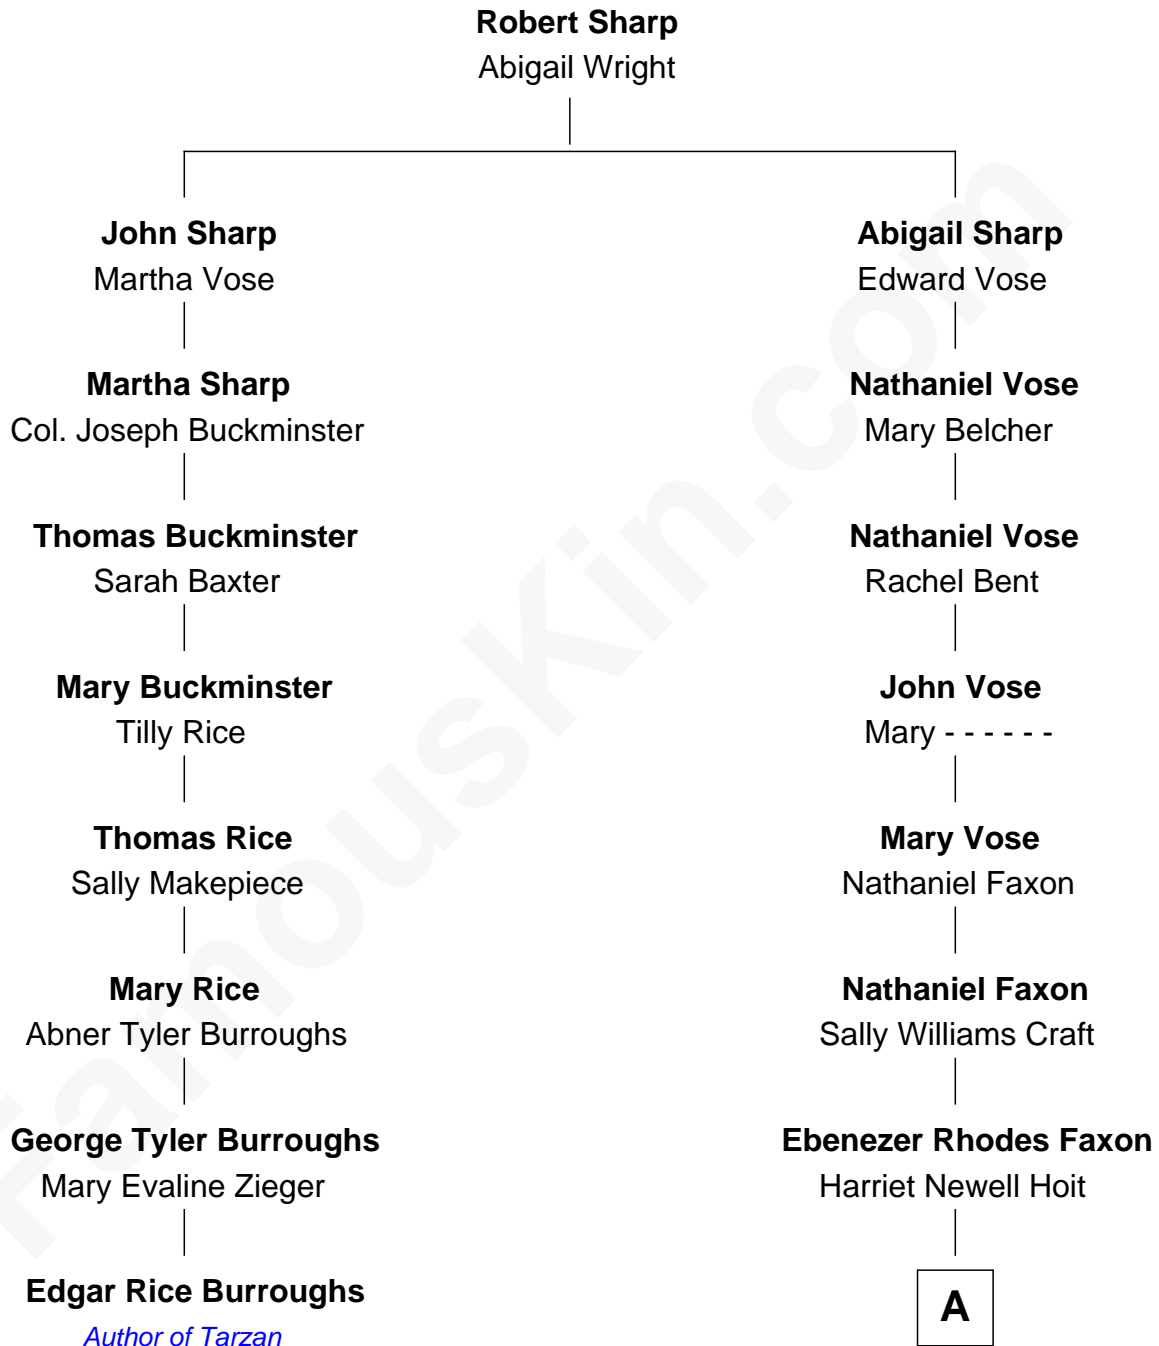 Robert Sharp
Abigail Wright
John Sharp
Martha Vose
Abigail Sharp
Edward Vose
Martha Sharp
Col. Joseph Buckminster
Nathaniel Vose
Mary Belcher
Thomas Buckminster
Sarah Baxter
Nathaniel Vose
Rachel Bent
Mary Buckminster
Tilly Rice
John Vose
Mary - - - - - -
Thomas Rice
Sally Makepiece
Mary Vose
Nathaniel Faxon
Mary Rice
Abner Tyler Burroughs
Nathaniel Faxon
Sally Williams Craft
George Tyler Burroughs
Mary Evaline Zieger
Ebenezer Rhodes Faxon
Harriet Newell Hoit
Edgar Rice Burroughs
Author of Tarzan
A
FamousKin.com